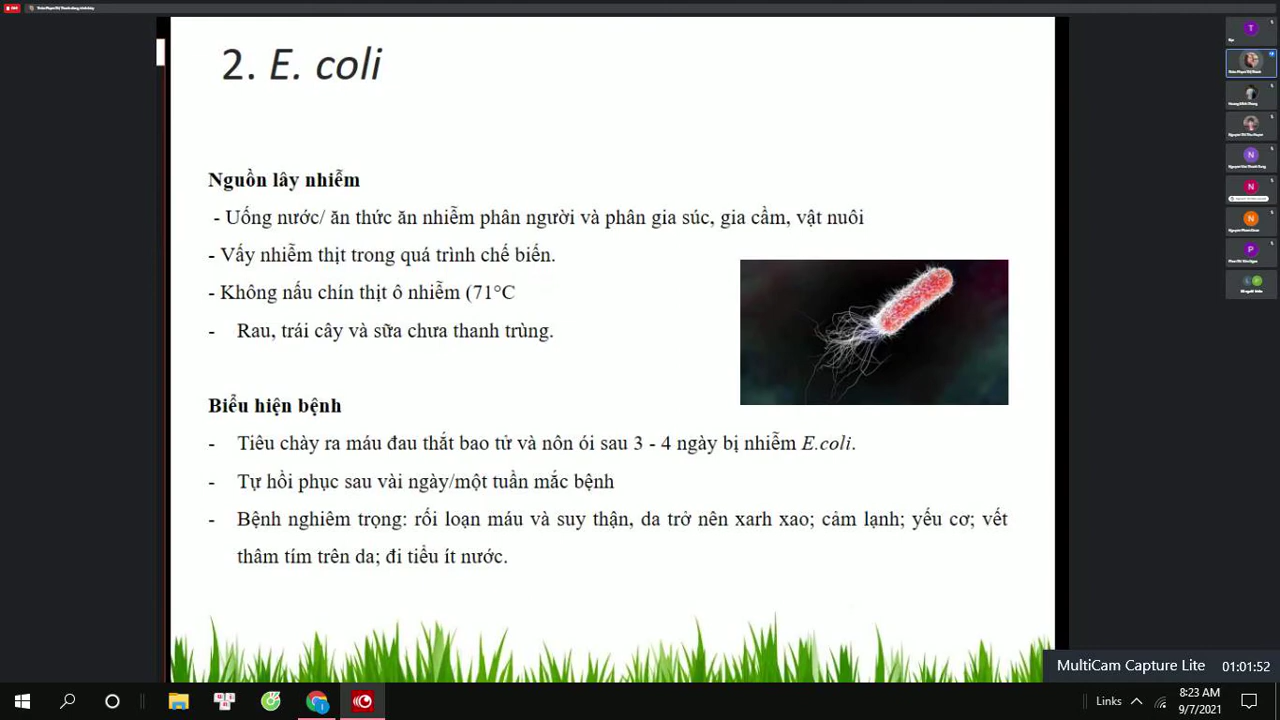 2. E. coli
Nguồn lây nhiễm
- Uống nước/ ăn thức ăn nhiễm phân người và phân gia súc, gia cầm, vật nuôi
- Vấy nhiễm thịt trong quá trình chế biến.
- Không nấu chín thịt ô nhiễm (71°C
- Rau, trái cây và sữa chưa thanh trùng.
Biểu hiện bệnh
- Tiêu chảy ra máu đau thắt bao tử và nôn ói sau 3 - 4 ngày bị nhiễm E.coli.
- Tự hồi phục sau vài ngày/một tuần mắc bệnh
- Bệnh nghiêm trọng: rối loạn máu và suy thận, da trở nên xarh xao; cảm lạnh; yếu cơ; vết
thâm tím trên da; đi tiểu ít nước.
T
N
N
N
P
L
P
MultiCam Capture Lite 01:01:52
Links
8:23 AM
9/7/2021